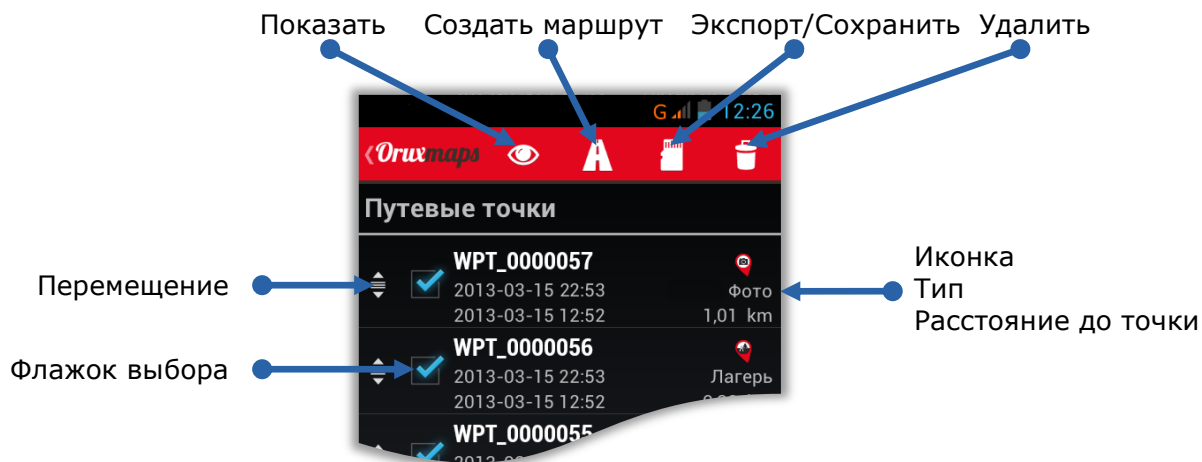 Показать Создать маршрут Экспорт/Сохранить Удалить
G 12:26
Oruxmaps
Путевые точки
WPT_0000057
2013-03-15 22:53 Фото
2013-03-15 12:52 1,01 km
Перемещение
Иконка
Тип
Расстояние до точки
WPT_0000056
2013-03-15 22:53 Лагерь
2013-03-15 12:52
Флажок выбора
WPT_0000055